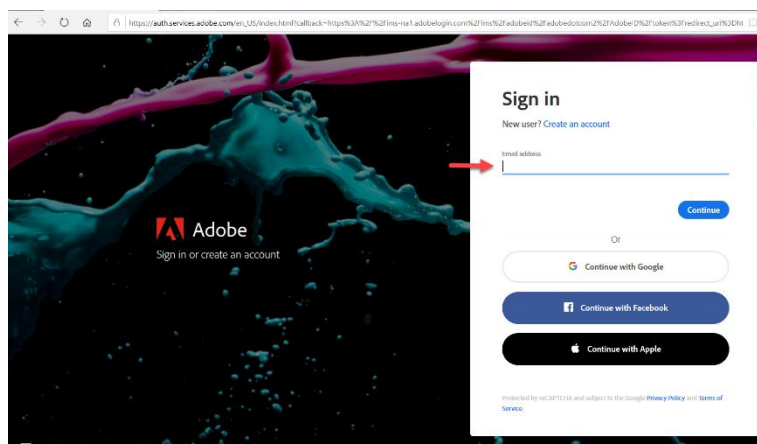 https://auth.services.adobe.com/en_US/index.html?callback=https%3A%2F%2Fims-na1.adobelogin.com%2Fims%2Fadobeid%2Fadobedotcom2%2FAdobeID%2Ftoken%3Fredirect_uri%3Dht
Sign in
New user? Create an account
Email address
Continue
Adobe
Sign in or create an account
Or
Continue with Google
Continue with Facebook
Continue with Apple
Protected by reCAPTCHA and subject to the Google Privacy Policy and Terms of
Service.